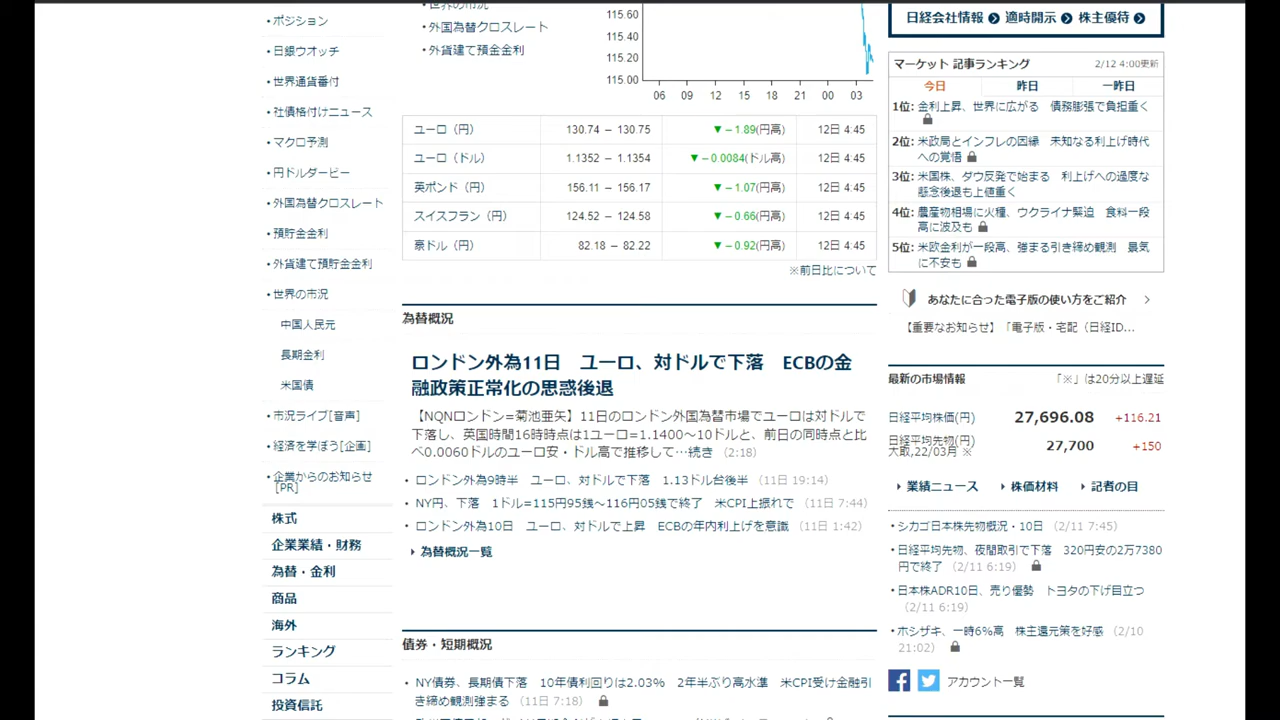 ・ポジション
・日銀ウオッチ
・世界通貨番付
・社債格付けニュース
・マクロ予測
・円ドルダービー
・外国為替クロスレート
・預貯金金利
・外貨建て預貯金金利
・世界の市況
中国人民元
長期金利
米国債
・市況ライブ[音声]
・経済を学ぼう[企画]
・企業からのお知らせ
[PR]
株式
企業業績・財務
為替・金利
商品
海外
ランキング
コラム
投資信託
・世界の市況
・外国為替クロスレート
・外貨建て預金金利
115.60
115.40
115.20
115.00
06 09 12 15 18 21 00 03
ユーロ（円） 130.74 － 130.75 ▼－1.89(円高) 12日 4:45
ユーロ（ドル） 1.1352 － 1.1354 ▼－0.0084(ドル高) 12日 4:45
英ポンド（円） 156.11 － 156.17 ▼－1.07(円高) 12日 4:45
スイスフラン（円） 124.52 － 124.58 ▼－0.66(円高) 12日 4:45
豪ドル（円） 82.18 － 82.22 ▼－0.92(円高) 12日 4:45
※前日比について
為替概況
ロンドン外為11日　ユーロ、対ドルで下落　ECBの金
融政策正常化の思惑後退
【NQNロンドン=菊池亜矢】11日のロンドン外国為替市場でユーロは対ドルで
下落し、英国時間16時時点は1ユーロ=1.1400～10ドルと、前日の同時点と比
べ0.0060ドルのユーロ安・ドル高で推移して…続き (2:18)
・ロンドン外為9時半　ユーロ、対ドルで下落　1.13ドル台後半 (11日 19:14)
・NY円、下落　1ドル=115円95銭～116円05銭で終了　米CPI上振れで (11日 7:44)
・ロンドン外為10日　ユーロ、対ドルで上昇　ECBの年内利上げを意識 (11日 1:42)
為替概況一覧
債券・短期概況
・NY債券、長期債下落　10年債利回りは2.03%　2年半ぶり高水準　米CPI受け金融引
き締め観測強まる (11日 7:18)
日経会社情報 適時開示 株主優待
マーケット 記事ランキング 2/12 4:00更新
今日 昨日 一昨日
1位: 金利上昇、世界に広がる　債務膨張で負担重く
2位: 米政局とインフレの因縁　未知なる利上げ時代
への覚悟
3位: 米国株、ダウ反発で始まる　利上げへの過度な
懸念後退も上値重く
4位: 農産物相場に火種、ウクライナ緊迫　食料一段
高に波及も
5位: 米欧金利が一段高、強まる引き締め観測　景気
に不安も
あなたに合った電子版の使い方をご紹介
【重要なお知らせ】「電子版・宅配（日経ID...
最新の市場情報 「※」は20分以上遅延
日経平均株価(円) 27,696.08 +116.21
日経平均先物(円) 27,700 +150
大取,22/03月 ※
業績ニュース 株価材料 記者の目
・シカゴ日本株先物概況・10日 (2/11 7:45)
・日経平均先物、夜間取引で下落　320円安の2万7380
円で終了 (2/11 6:19)
・日本株ADR10日、売り優勢　トヨタの下げ目立つ
(2/11 6:19)
・ホシザキ、一時6%高　株主還元策を好感 (2/10
21:02)
アカウント一覧